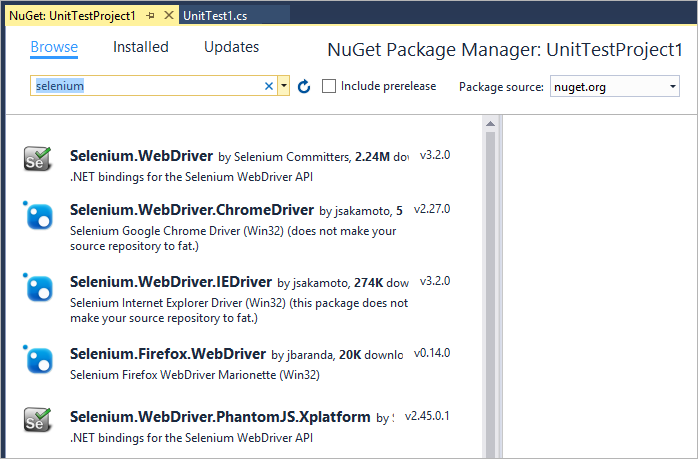 NuGet: UnitTestProject1
UnitTest1.cs
Browse Installed Updates
NuGet Package Manager: UnitTestProject1
selenium
Include prerelease
Package source: nuget.org
Selenium.WebDriver by Selenium Committers, 2.24M dow v3.2.0
.NET bindings for the Selenium WebDriver API
Selenium.WebDriver.ChromeDriver by jsakamoto, 5 v2.27.0
Selenium Google Chrome Driver (Win32) (does not make your
source repository to fat.)
Selenium.WebDriver.IEDriver by jsakamoto, 274K dow v3.2.0
Selenium Internet Explorer Driver (Win32) (this package does not
make your source repository to fat.)
Selenium.Firefox.WebDriver by jbaranda, 20K downlo v0.14.0
Selenium Firefox WebDriver Marionette (Win32)
Selenium.WebDriver.PhantomJS.Xplatform by S v2.45.0.1
.NET bindings for the Selenium WebDriver API
Se
Se